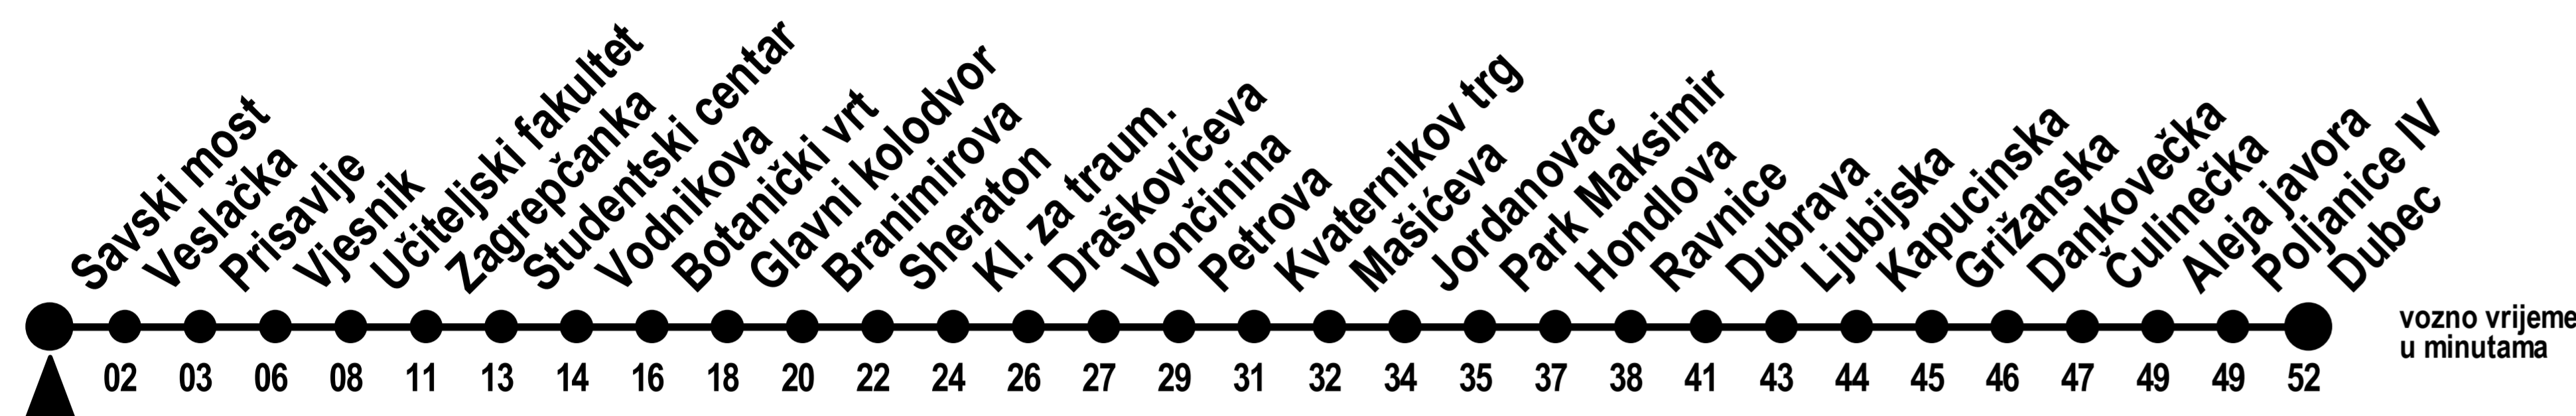 Savski most
Veslačka
Prisavlje
Vjesnik
Učiteljski fakultet
Zagrepčanka
Studentski centar
Vodnikova
Botanički vrt
Glavni kolodvor
Branimirova
Sheraton
Kl. za traum.
Draškovićeva
Vončinina
Petrova
Kvaternikov trg
Mašićeva
Jordanovac
Park Maksimir
Hondlova
Ravnice
Dubrava
Ljubijska
Kapucinska
Grižanska
Dankovečka
Čulinečka
Aleja javora
Poljanice IV
Dubec
02 03 06 08 11 13 14 16 18 20 22 24 26 27 29 31 32 34 35 37 38 41 43 44 45 46 47 49 49 52
vozno vrijeme
u minutama